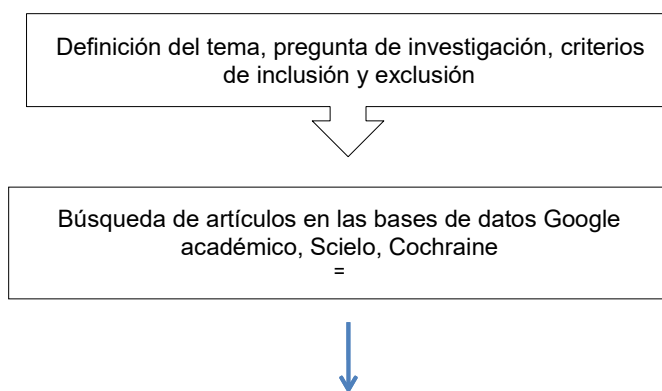 Definición del tema, pregunta de investigación, criterios
de inclusión y exclusión
Búsqueda de artículos en las bases de datos Google
académico, Scielo, Cochraine
=